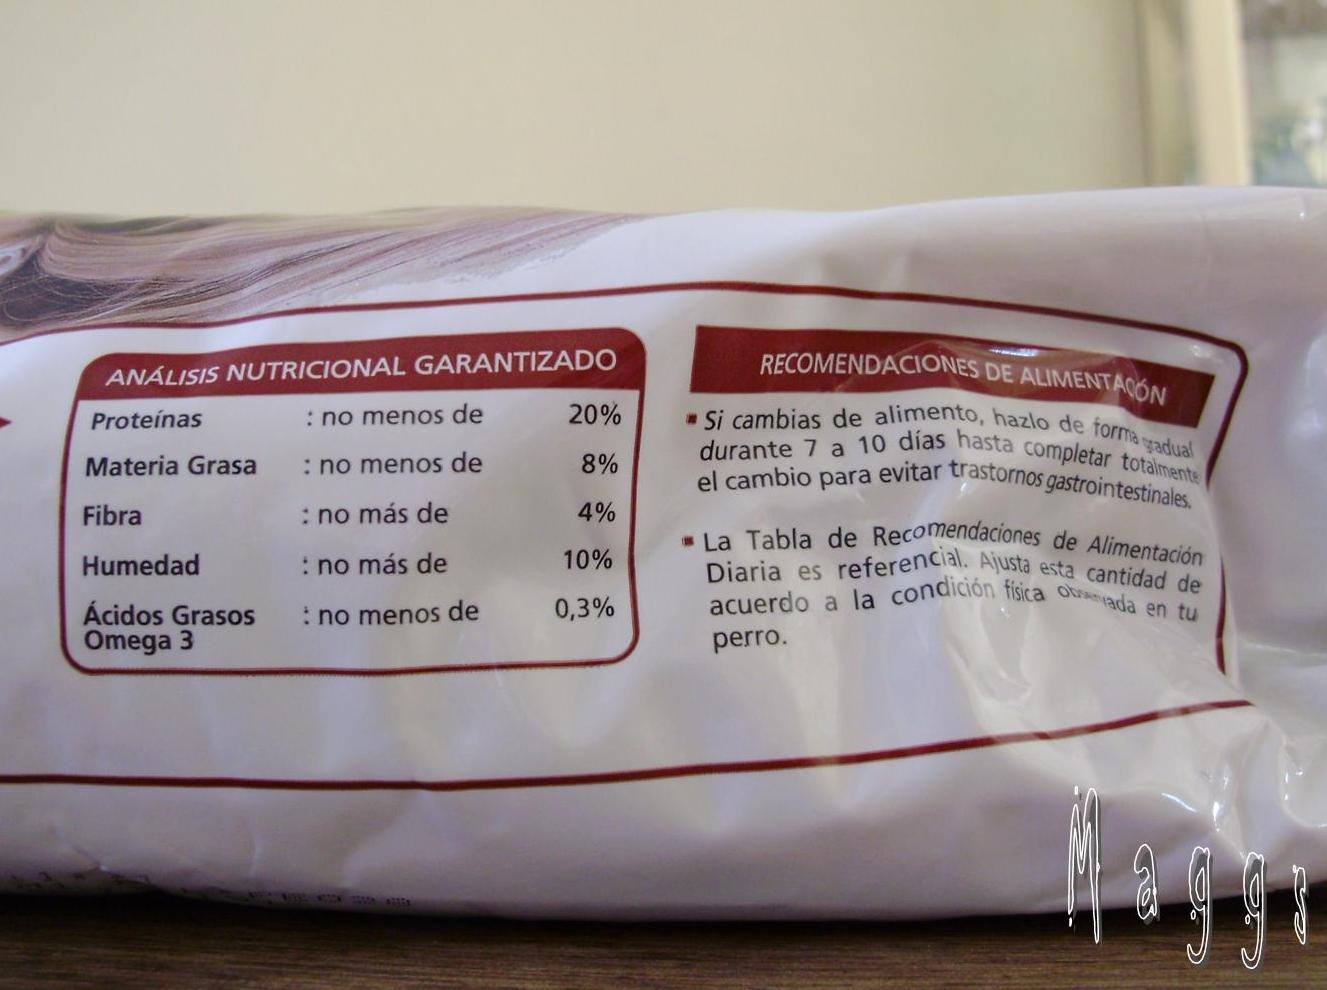 ANÁLISIS NUTRICIONAL GARANTIZADO
Proteínas : no menos de 20%
Materia Grasa : no menos de 8%
Fibra : no más de 4%
Humedad : no más de 10%
Ácidos Grasos : no menos de 0,3%
Omega 3
RECOMENDACIONES DE ALIMENTACIÓN
Si cambias de alimento, hazlo de forma gradual
durante 7 a 10 días hasta completar totalmente
el cambio para evitar trastornos gastrointestinales.
La Tabla de Recomendaciones de Alimentación
Diaria es referencial. Ajusta esta cantidad de
acuerdo a la condición física observada en tu
perro.
Maggs